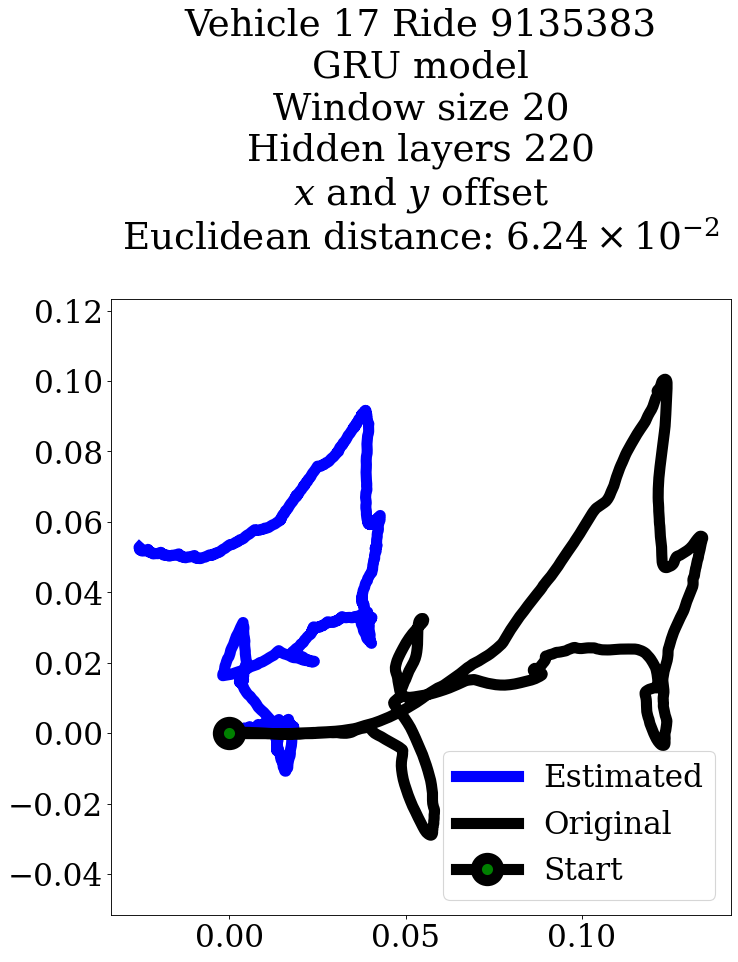 Vehicle 17 Ride 9135383
GRU model
Window size 20
Hidden layers 220
x and y offset
Euclidean distance: 6.24 × 10⁻²
0.12
0.10
0.08
0.06
0.04
0.02
0.00
−0.02
−0.04
Estimated
Original
Start
0.00 0.05 0.10